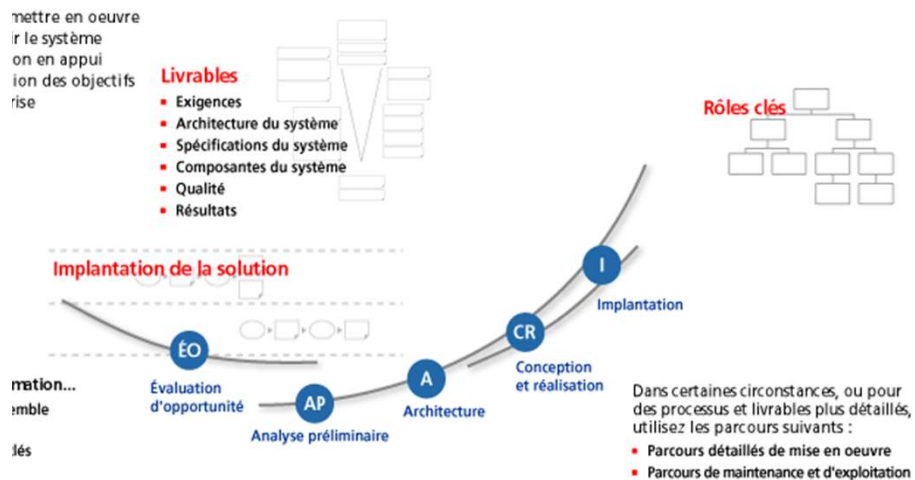 mettre en oeuvre
ir le système
on en appui
ion des objectifs
rise
Livrables
Exigences
Architecture du système
Spécifications du système
Composantes du système
Qualité
Résultats
Rôles clés
Implantation de la solution
I
Implantation
CR
Conception
et réalisation
ÉO
Évaluation
d'opportunité
A
Architecture
AP
Analyse préliminaire
mation...
emble
lés
Dans certaines circonstances, ou pour
des processus et livrables plus détaillés,
utilisez les parcours suivants :
Parcours détaillés de mise en oeuvre
Parcours de maintenance et d'exploitation